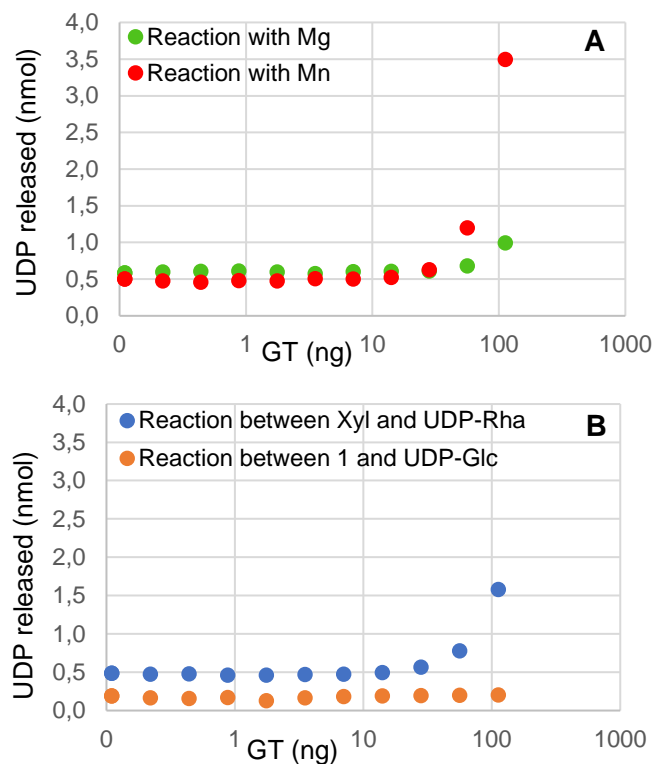 4,0
Reaction with Mg
A
3,5
Reaction with Mn
3,0
2,5
2,0
1,5
1,0
0,5
0,0
UDP released (nmol)
0
1
10
100
1000
GT (ng)
4,0
Reaction between Xyl and UDP-Rha
B
3,5
Reaction between 1 and UDP-Glc
3,0
2,5
2,0
1,5
1,0
0,5
0,0
UDP released (nmol)
0
1
10
100
1000
GT (ng)